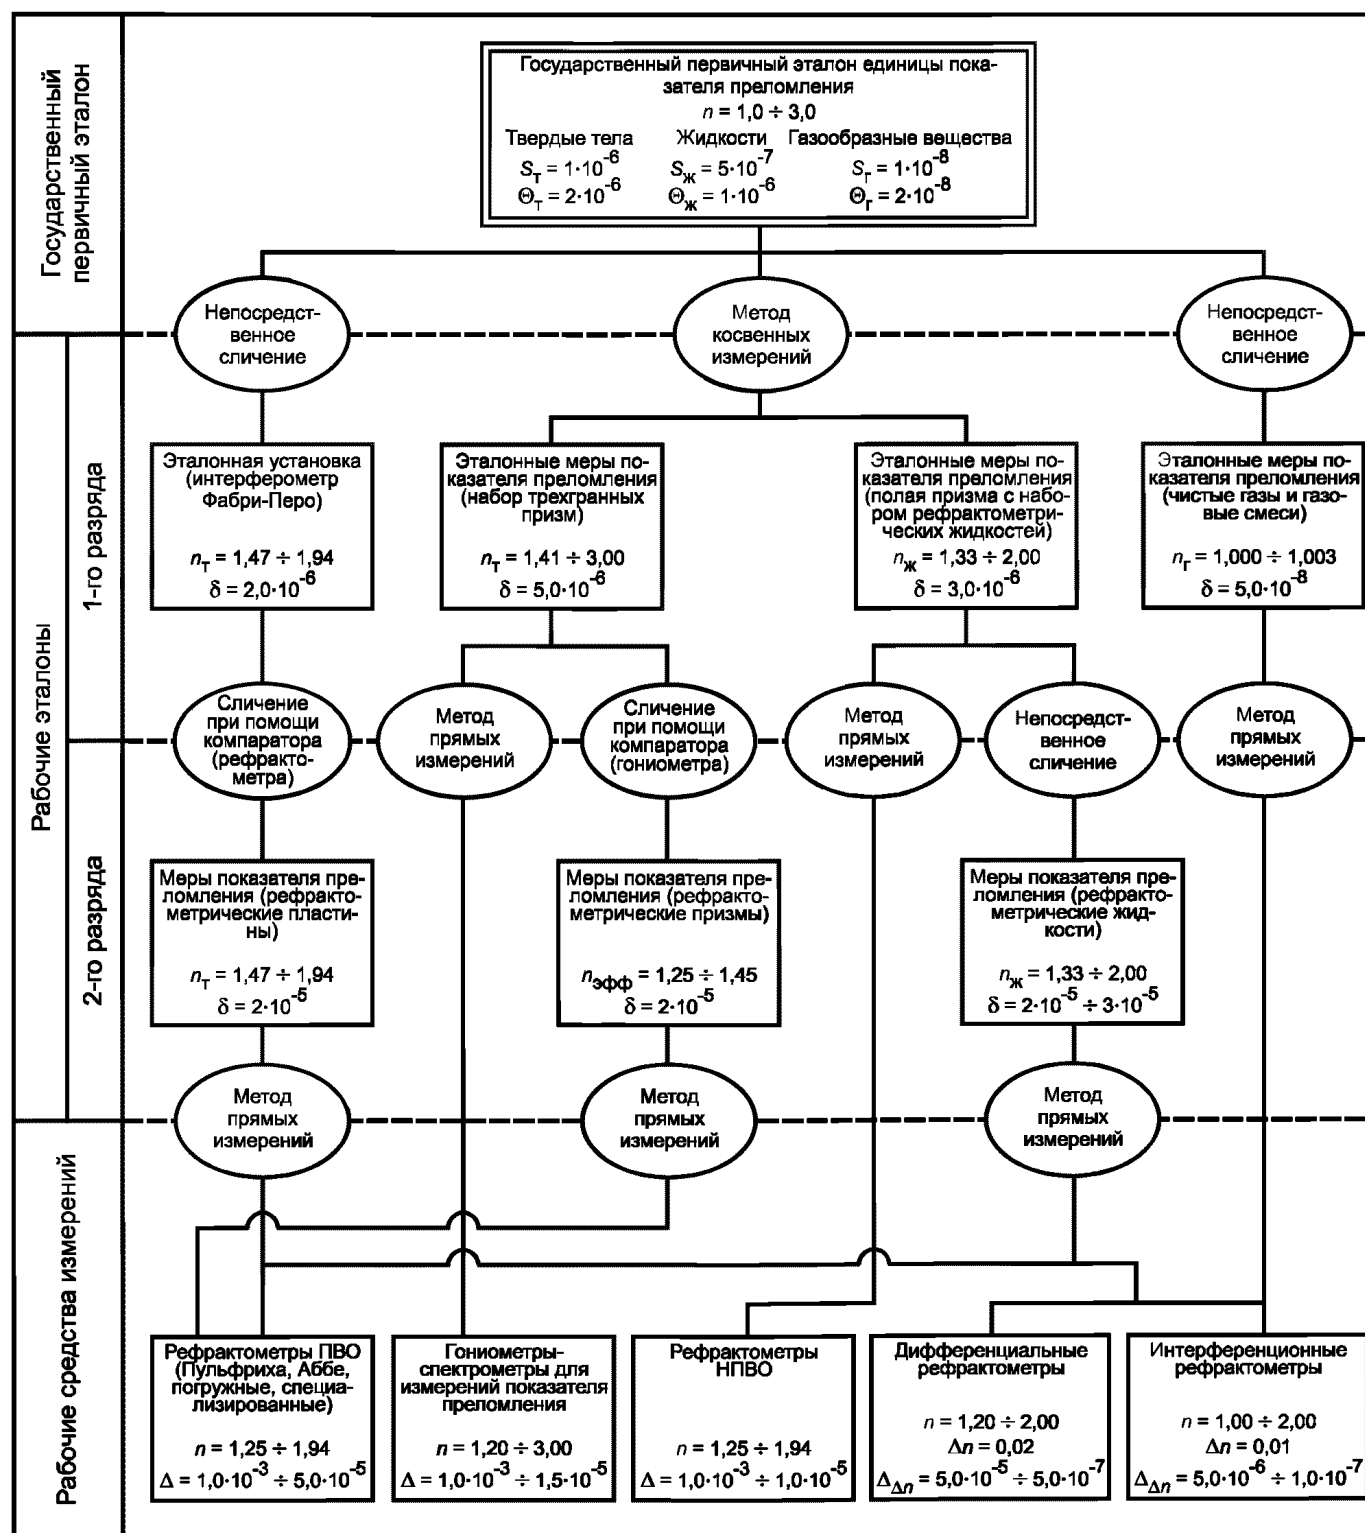 Государственный
первичный эталон
Государственный первичный эталон единицы пока-
зателя преломления
n = 1,0 ÷ 3,0
Твердые тела Жидкости Газообразные вещества
S_Т = 1·10⁻⁶ S_Ж = 5·10⁻⁷ S_Г = 1·10⁻⁸
Θ_Т = 2·10⁻⁶ Θ_Ж = 1·10⁻⁶ Θ_Г = 2·10⁻⁸
Непосредст-
венное
сличение
Метод
косвенных
измерений
Непосредст-
венное
сличение
Рабочие эталоны
1-го разряда
Эталонная установка
(интерферометр
Фабри-Перо)
n_Т = 1,47 ÷ 1,94
δ = 2,0·10⁻⁶
Эталонные меры по-
казателя преломления
(набор трехгранных
призм)
n_Т = 1,41 ÷ 3,00
δ = 5,0·10⁻⁶
Эталонные меры по-
казателя преломления
(полая призма с набо-
ром рефрактометри-
ческих жидкостей)
n_Ж = 1,33 ÷ 2,00
δ = 3,0·10⁻⁶
Эталонные меры по-
казателя преломления
(чистые газы и газо-
вые смеси)
n_Г = 1,000 ÷ 1,003
δ = 5,0·10⁻⁸
Сличение
при помощи
компаратора
(рефракто-
метра)
Метод
прямых
измерений
Сличение
при помощи
компаратора
(гониометра)
Метод
прямых
измерений
Непосредст-
венное
сличение
Метод
прямых
измерений
2-го разряда
Меры показателя пре-
ломления (рефракто-
метрические пласти-
ны)
n_Т = 1,47 ÷ 1,94
δ = 2·10⁻⁵
Меры показателя пре-
ломления (рефракто-
метрические призмы)
n_эфф = 1,25 ÷ 1,45
δ = 2·10⁻⁵
Меры показателя пре-
ломления (рефракто-
метрические жид-
кости)
n_Ж = 1,33 ÷ 2,00
δ = 2·10⁻⁵ ÷ 3·10⁻⁵
Метод
прямых
измерений
Метод
прямых
измерений
Метод
прямых
измерений
Рабочие средства измерений
Рефрактометры ПВО
(Пульфриха, Аббе,
погружные, специа-
лизированные)
n = 1,25 ÷ 1,94
Δ = 1,0·10⁻³ ÷ 5,0·10⁻⁵
Гониометры-
спектрометры для
измерений показателя
преломления
n = 1,20 ÷ 3,00
Δ = 1,0·10⁻³ ÷ 1,5·10⁻⁵
Рефрактометры
НПВО
n = 1,25 ÷ 1,94
Δ = 1,0·10⁻³ ÷ 1,0·10⁻⁵
Дифференциальные
рефрактометры
n = 1,20 ÷ 2,00
Δn = 0,02
Δ_Δn = 5,0·10⁻⁵ ÷ 5,0·10⁻⁷
Интерференционные
рефрактометры
n = 1,00 ÷ 2,00
Δn = 0,01
Δ_Δn = 5,0·10⁻⁶ ÷ 1,0·10⁻⁷